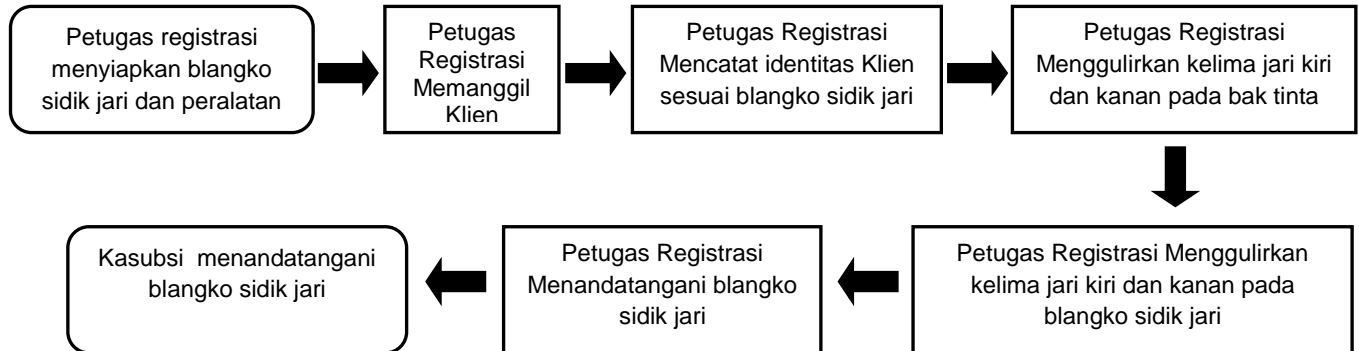 Petugas registrasi
menyiapkan blangko
sidik jari dan peralatan
Petugas
Registrasi
Memanggil
Klien
Petugas Registrasi
Mencatat identitas Klien
sesuai blangko sidik jari
Petugas Registrasi
Menggulirkan kelima jari kiri
dan kanan pada bak tinta
Petugas Registrasi Menggulirkan
kelima jari kiri dan kanan pada
blangko sidik jari
Petugas Registrasi
Menandatangani blangko
sidik jari
Kasubsi menandatangani
blangko sidik jari